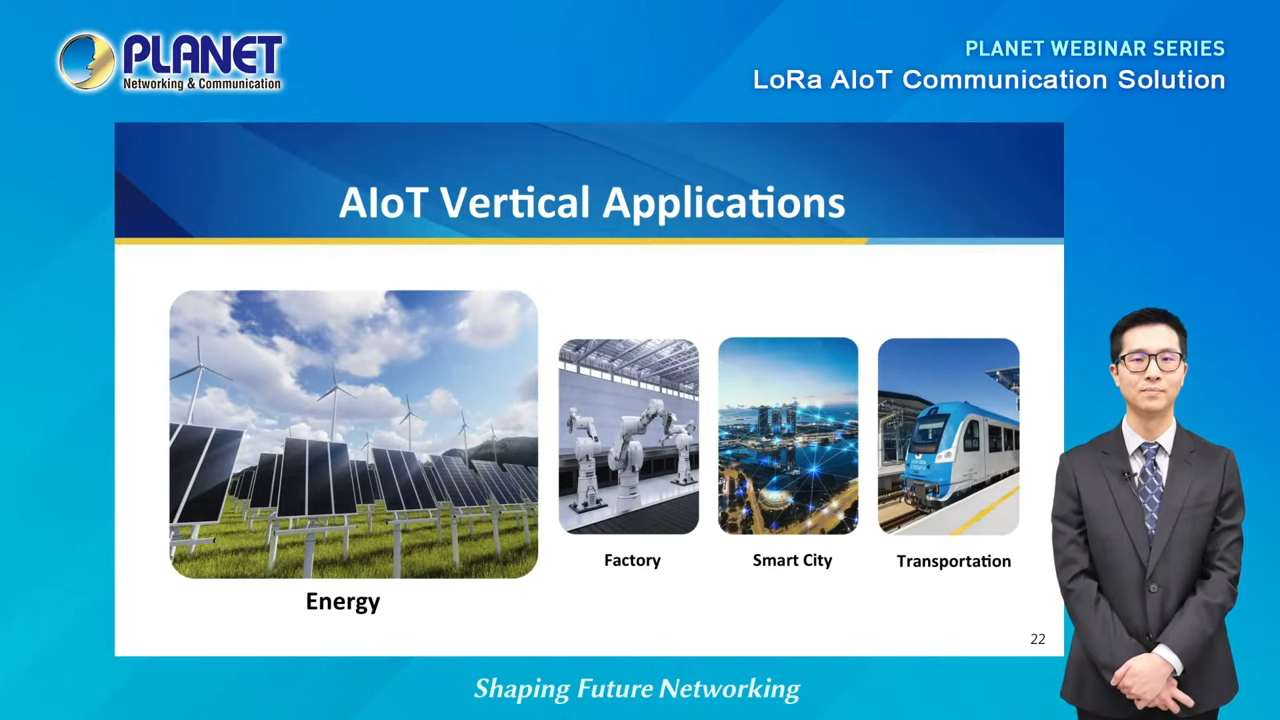 PLANET
Networking & Communication
PLANET WEBINAR SERIES
LoRa AIoT Communication Solution
AIoT Vertical Applications
Energy
Factory
Smart City
Transportation
22
Shaping Future Networking